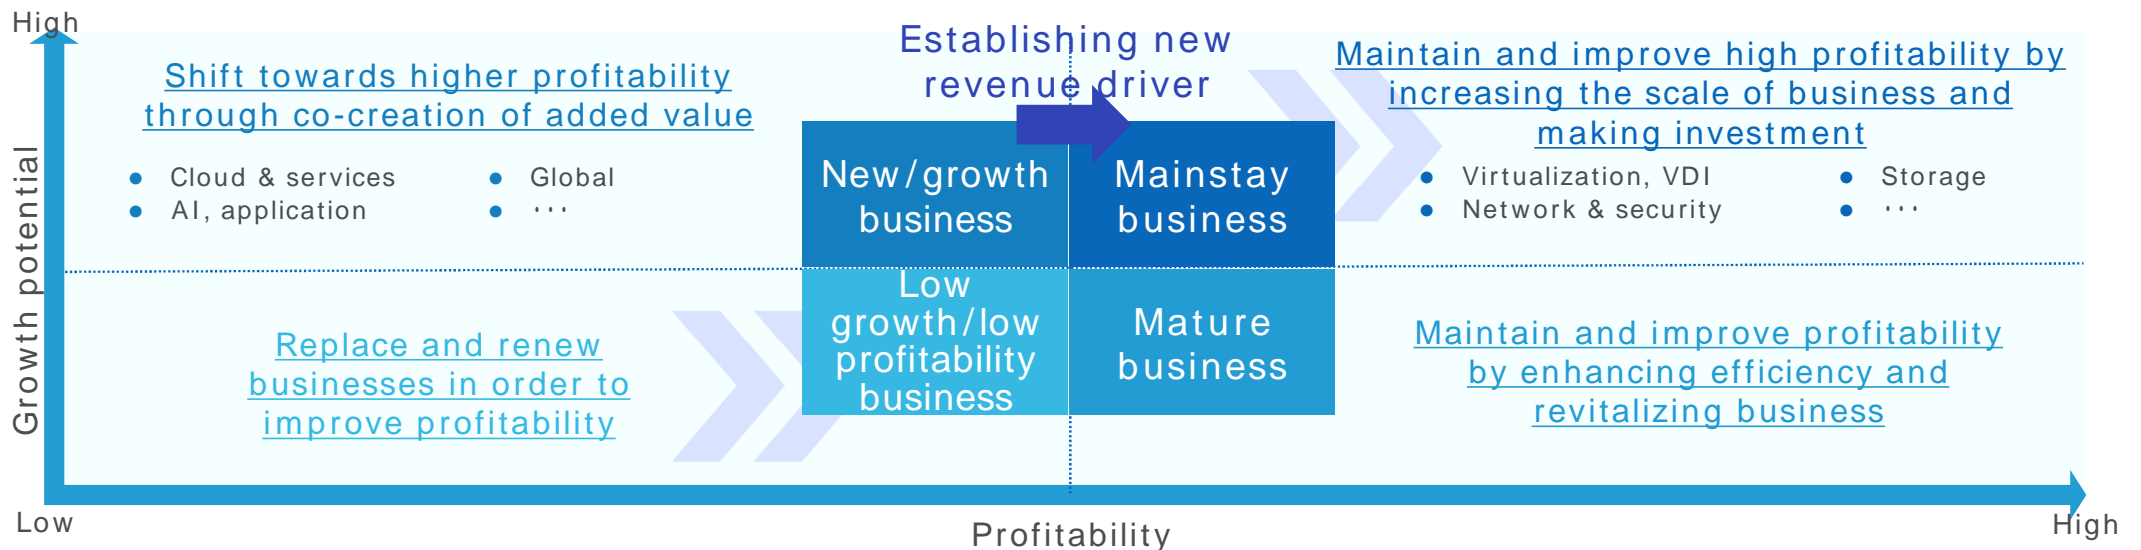 High
Establishing new
revenue driver
Shift towards higher profitability
through co-creation of added value
● Cloud & services
● AI, application
● Global
● ･･･
Maintain and improve high profitability by
increasing the scale of business and
making investment
● Virtualization, VDI
● Network & security
● Storage
● ･･･
New/growth
business
Mainstay
business
Growth potential
Replace and renew
businesses in order to
improve profitability
Low
growth/low
profitability
business
Mature
business
Maintain and improve profitability
by enhancing efficiency and
revitalizing business
Low
Profitability
High